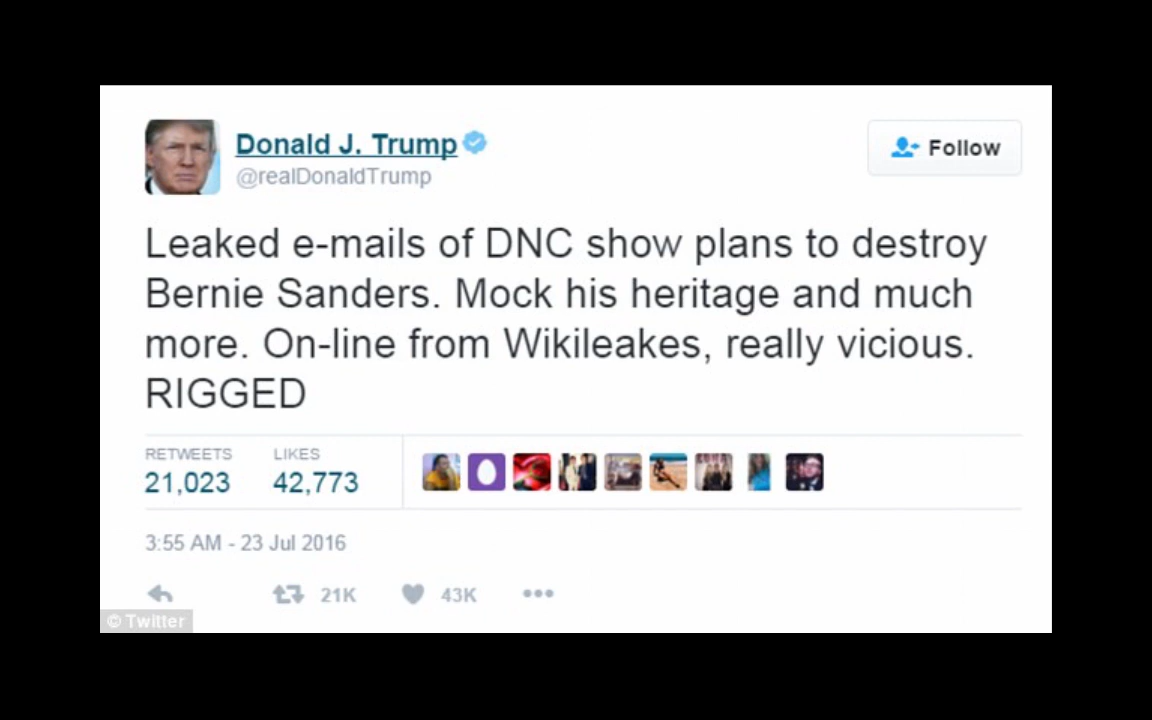 Donald J. Trump
@realDonaldTrump
Follow
Leaked e-mails of DNC show plans to destroy
Bernie Sanders. Mock his heritage and much
more. On-line from Wikileakes, really vicious.
RIGGED
RETWEETS LIKES
21,023 42,773
3:55 AM - 23 Jul 2016
21K 43K
© Twitter